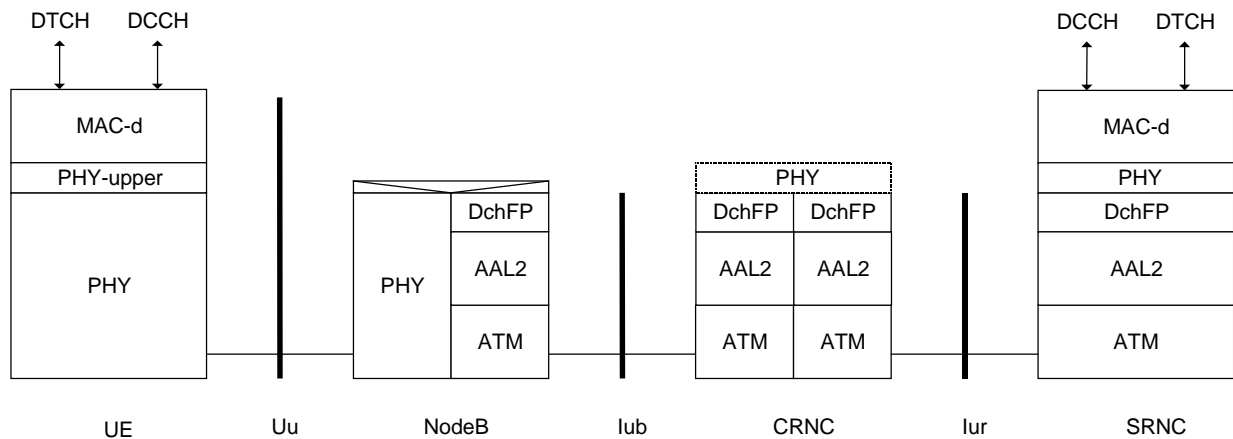 DTCH DCCH DCCH DTCH
MAC-d MAC-d
PHY-upper PHY PHY
DchFP DchFP DchFP DchFP
PHY PHY AAL2 AAL2 AAL2 AAL2
ATM ATM ATM ATM
UE Uu NodeB Iub CRNC Iur SRNC